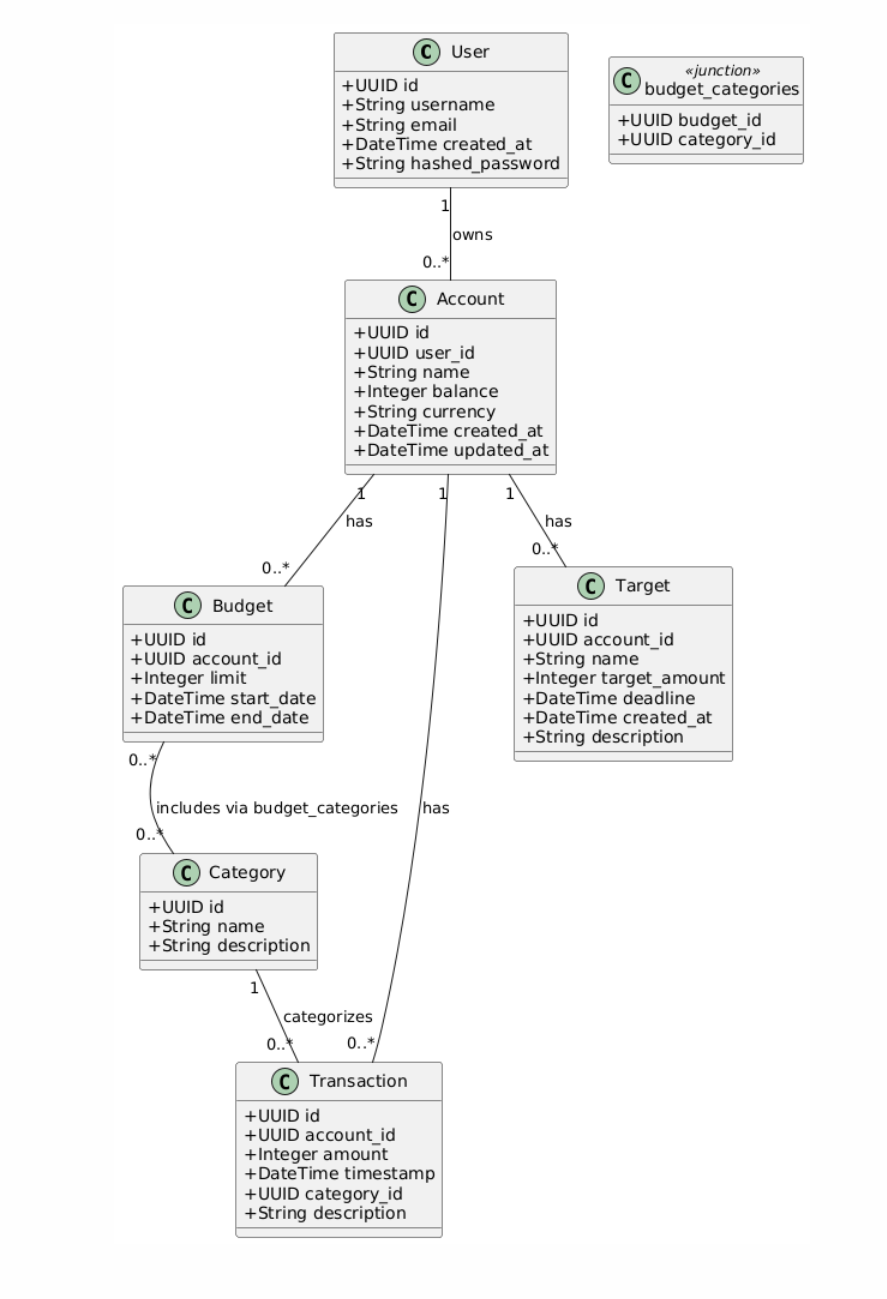 C User
+UUID id
+String username
+String email
+DateTime created_at
+String hashed_password
«junction»
C budget_categories
+UUID budget_id
+UUID category_id
1
owns
0..*
C Account
+UUID id
+UUID user_id
+String name
+Integer balance
+String currency
+DateTime created_at
+DateTime updated_at
1
has
0..*
1
has
0..*
1
has
0..*
C Budget
+UUID id
+UUID account_id
+Integer limit
+DateTime start_date
+DateTime end_date
C Target
+UUID id
+UUID account_id
+String name
+Integer target_amount
+DateTime deadline
+DateTime created_at
+String description
0..*
includes via budget_categories
0..*
C Category
+UUID id
+String name
+String description
1
categorizes
0..*
C Transaction
+UUID id
+UUID account_id
+Integer amount
+DateTime timestamp
+UUID category_id
+String description